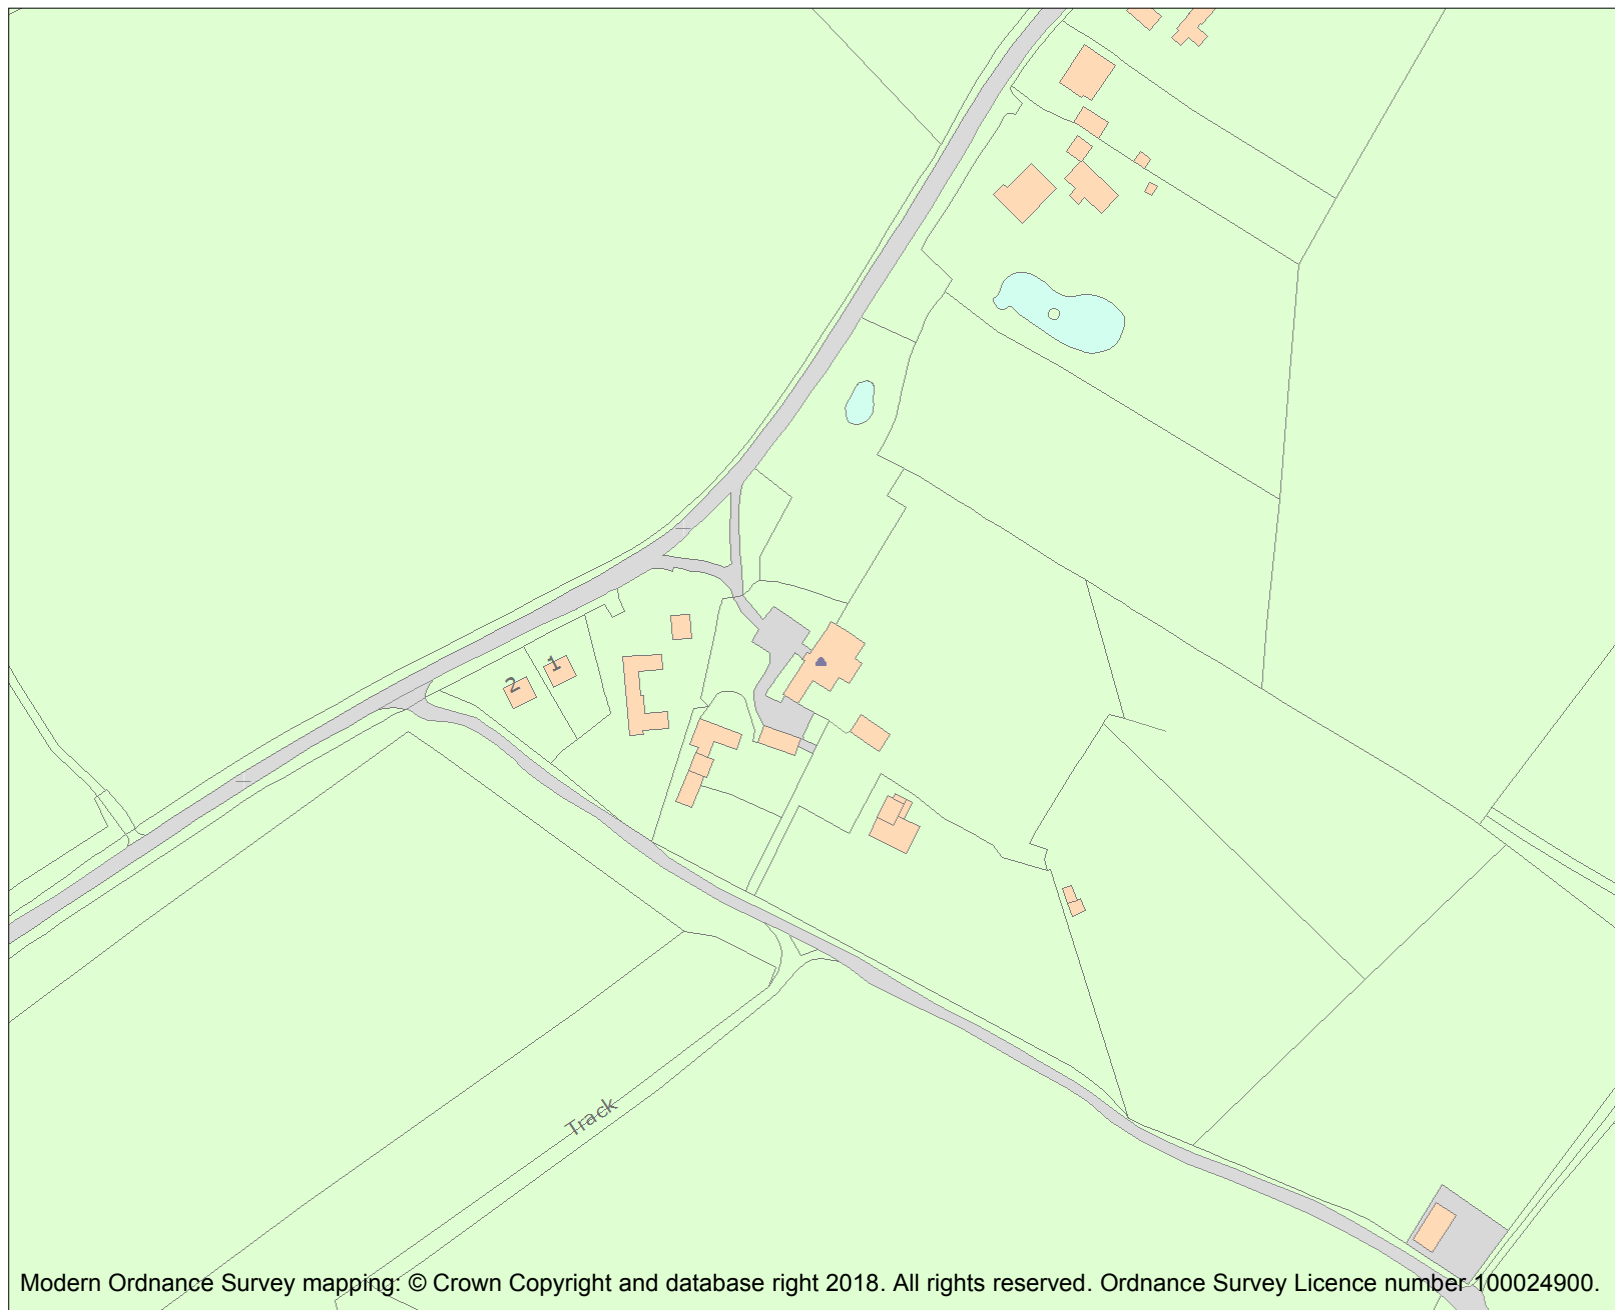 1
2
Track
Modern Ordnance Survey mapping: © Crown Copyright and database right 2018. All rights reserved. Ordnance Survey Licence number 100024900.